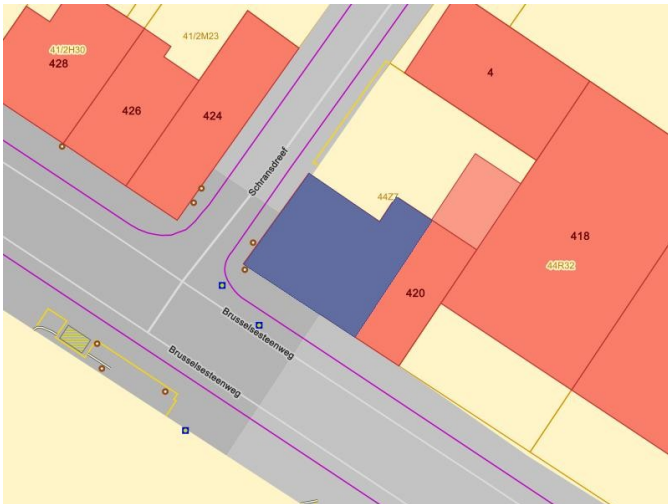 41/2M23
41/2H30
428
426
424
4
Schransdreef
44Z7
418
44R32
420
Brusselsesteenweg
Brusselsesteenweg